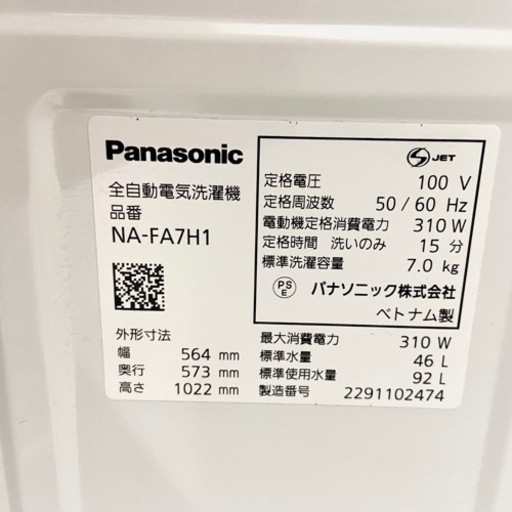 Panasonic
全自動電気洗濯機
品番
NA-FA7H1
外形寸法
幅 564 mm
奥行 573 mm
高さ 1022 mm
S JET
定格電圧 100 V
定格周波数 50/60 Hz
電動機定格消費電力 310 W
定格時間 洗いのみ 15 分
標準洗濯容量 7.0 kg
PS E パナソニック株式会社
ベトナム製
最大消費電力 310 W
標準水量 46 L
標準使用水量 92 L
製造番号 2291102474